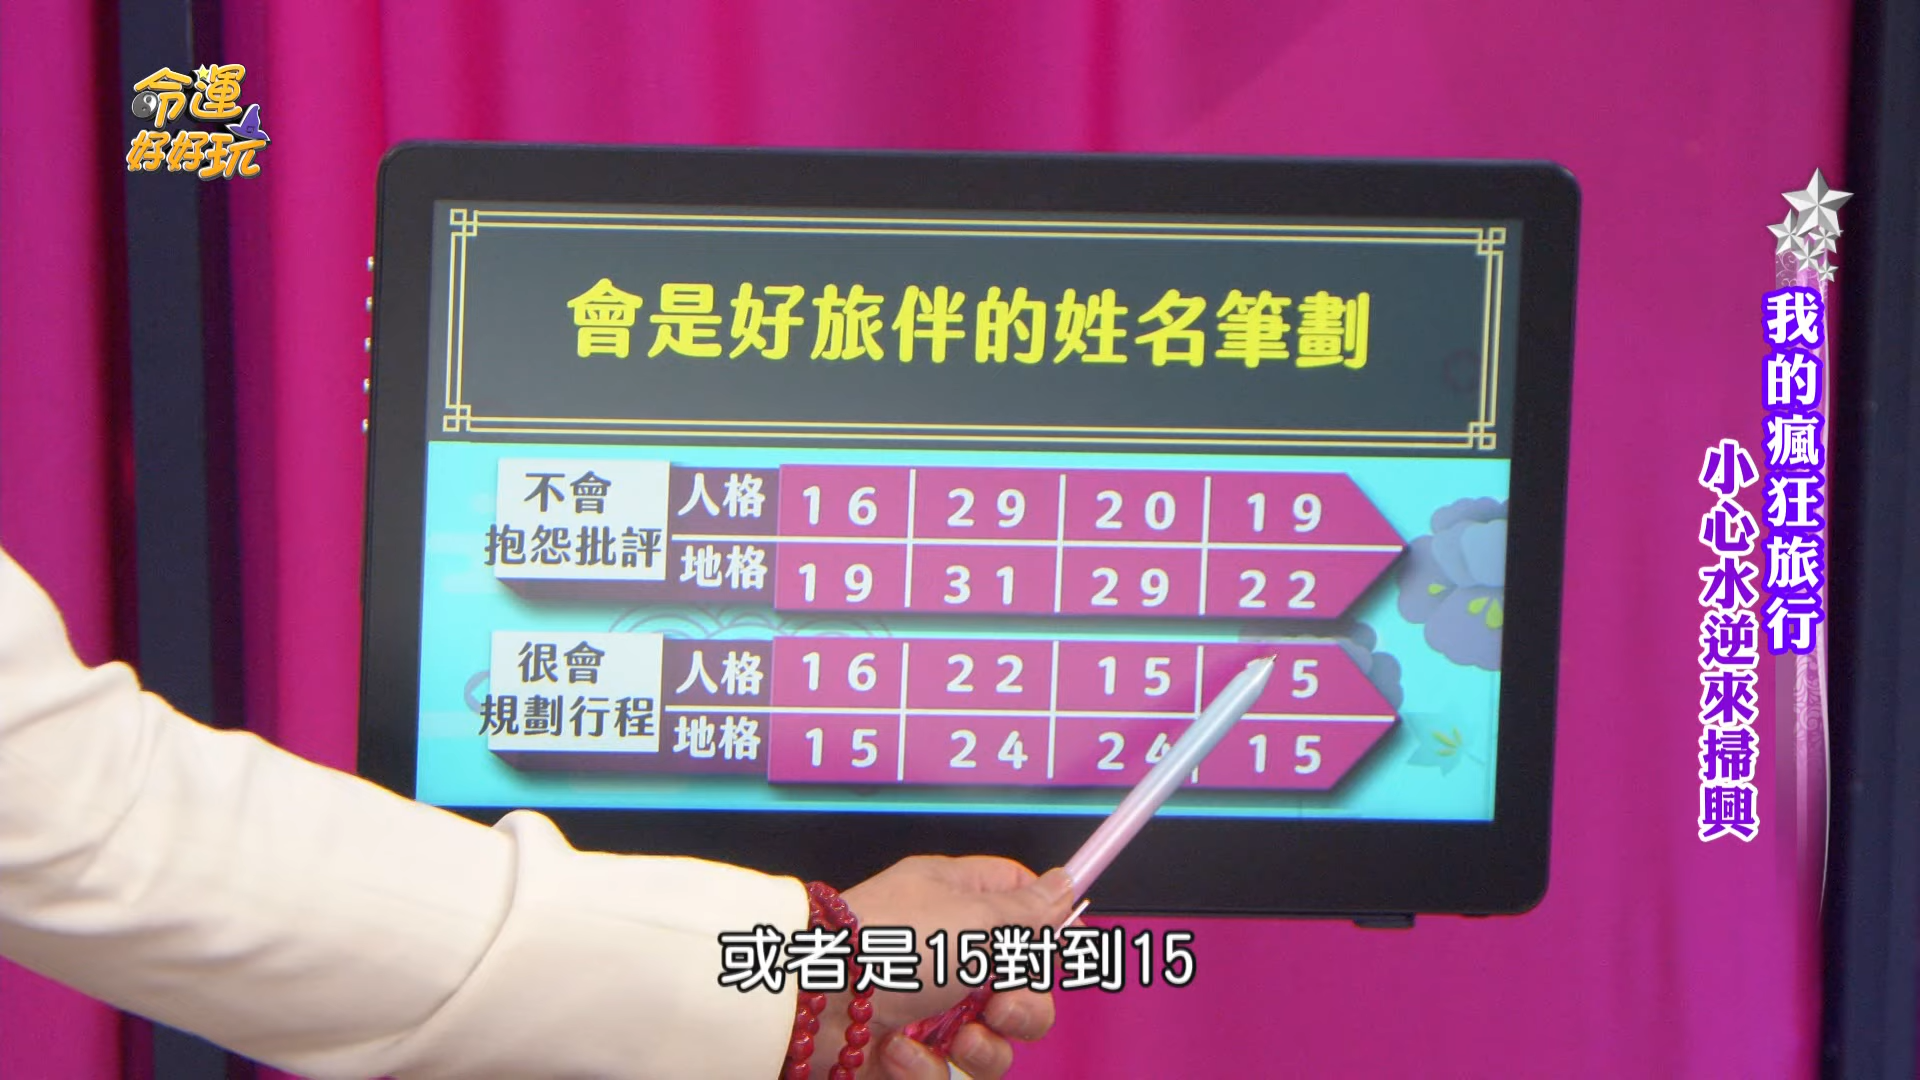 命運
好好玩
會是好旅伴的姓名筆劃
不會
抱怨批評
人格 16 29 20 19
地格 19 31 29 22
很會
規劃行程
人格 16 22 15 5
地格 15 24 24 15
我的瘋狂旅行
小心水逆來掃興
或者是15對到15